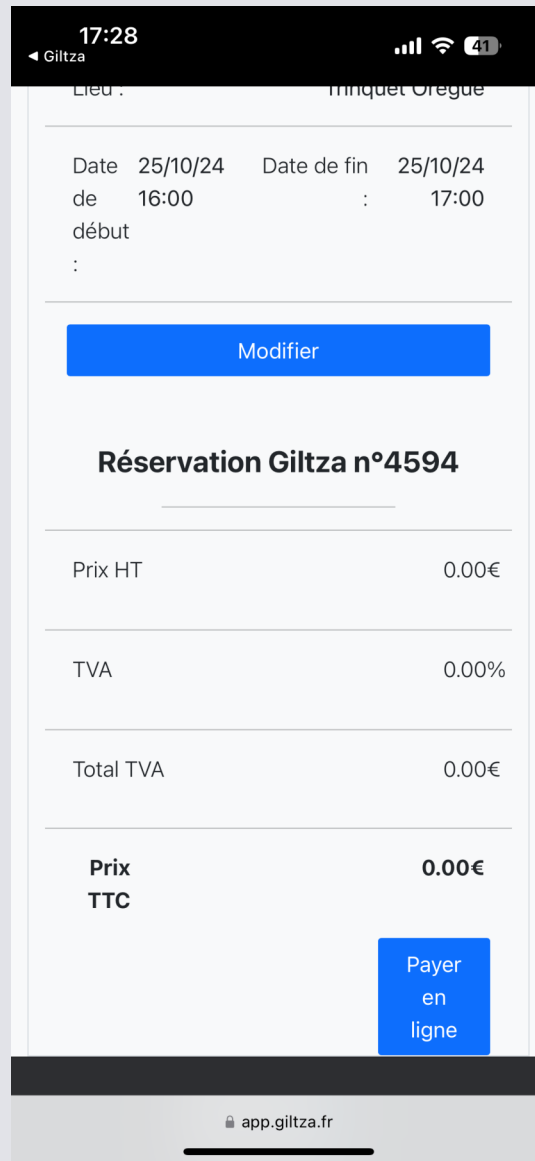 17:28
◀ Giltza
41
Lieu : Trinquet Oregue
Date 25/10/24 Date de fin 25/10/24
de 16:00 : 17:00
début
:
Modifier
Réservation Giltza n°4594
Prix HT 0.00€
TVA 0.00%
Total TVA 0.00€
Prix 0.00€
TTC
Payer
en
ligne
app.giltza.fr